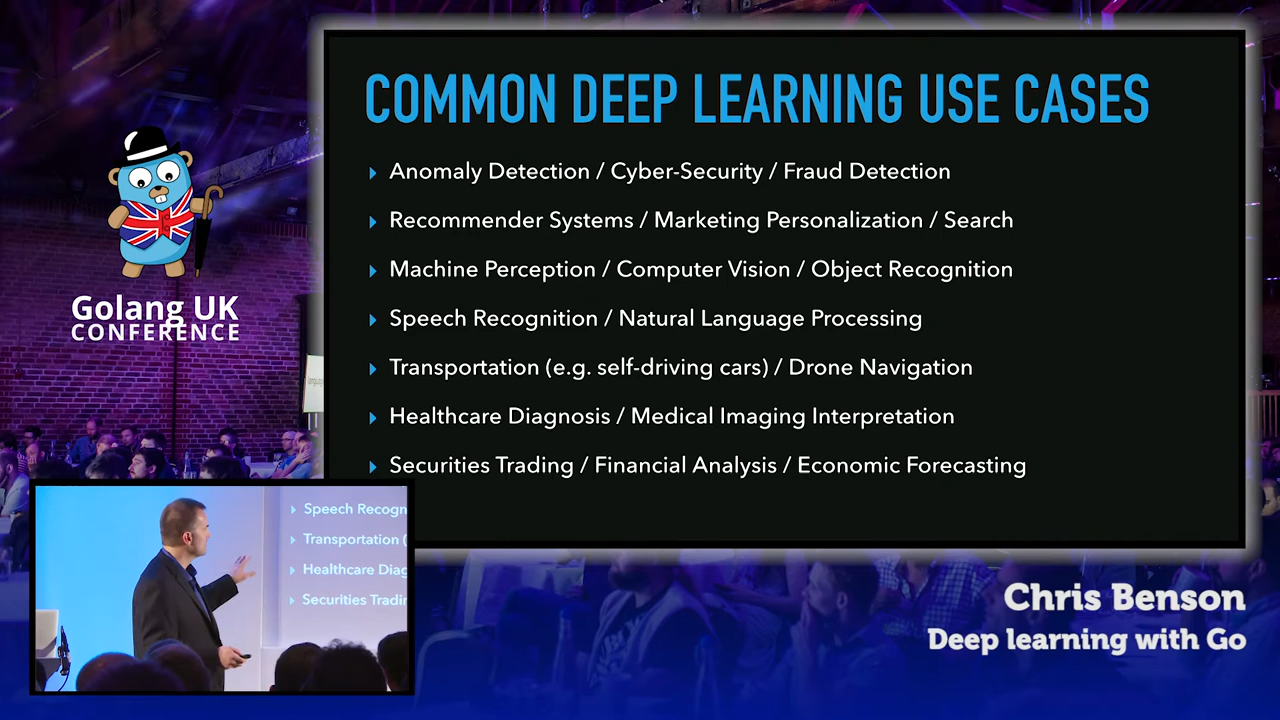 COMMON DEEP LEARNING USE CASES
Anomaly Detection / Cyber-Security / Fraud Detection
Recommender Systems / Marketing Personalization / Search
Machine Perception / Computer Vision / Object Recognition
Speech Recognition / Natural Language Processing
Transportation (e.g. self-driving cars) / Drone Navigation
Healthcare Diagnosis / Medical Imaging Interpretation
Securities Trading / Financial Analysis / Economic Forecasting
Golang UK
CONFERENCE
Speech Recogn
Transportation (
Healthcare Diag
Securities Tradin
Chris Benson
Deep learning with Go